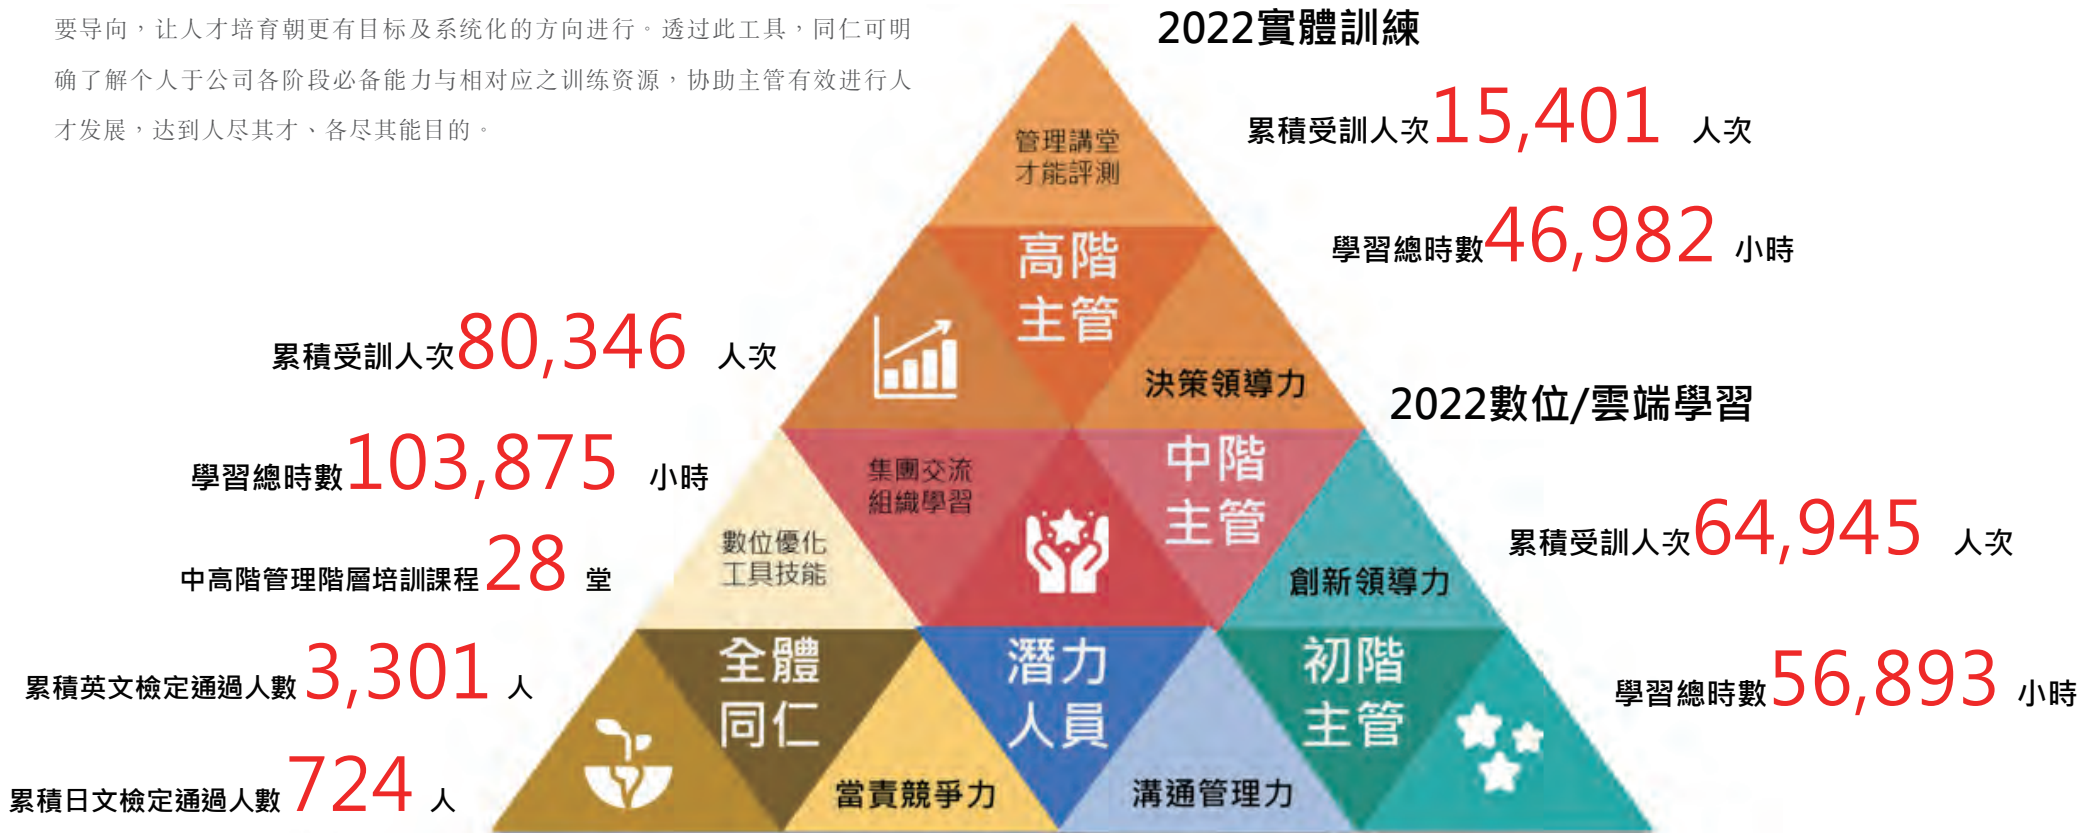 要导向，让人才培育朝更有目标及系统化的方向进行。透过此工具，同仁可明
确了解个人于公司各阶段必备能力与相对应之训练资源，协助主管有效进行人
才发展，达到人尽其才、各尽其能目的。
2022實體訓練
累積受訓人次15,401 人次
學習總時數46,982 小時
累積受訓人次80,346 人次
學習總時數103,875 小時
中高階管理階層培訓課程28 堂
累積英文檢定通過人數3,301 人
累積日文檢定通過人數724 人
管理講堂
才能評測
高階
主管
決策領導力
集團交流
組織學習
中階
主管
數位優化
工具技能
創新領導力
全體
同仁
潛力
人員
初階
主管
當責競爭力
溝通管理力
2022數位/雲端學習
累積受訓人次64,945 人次
學習總時數56,893 小時